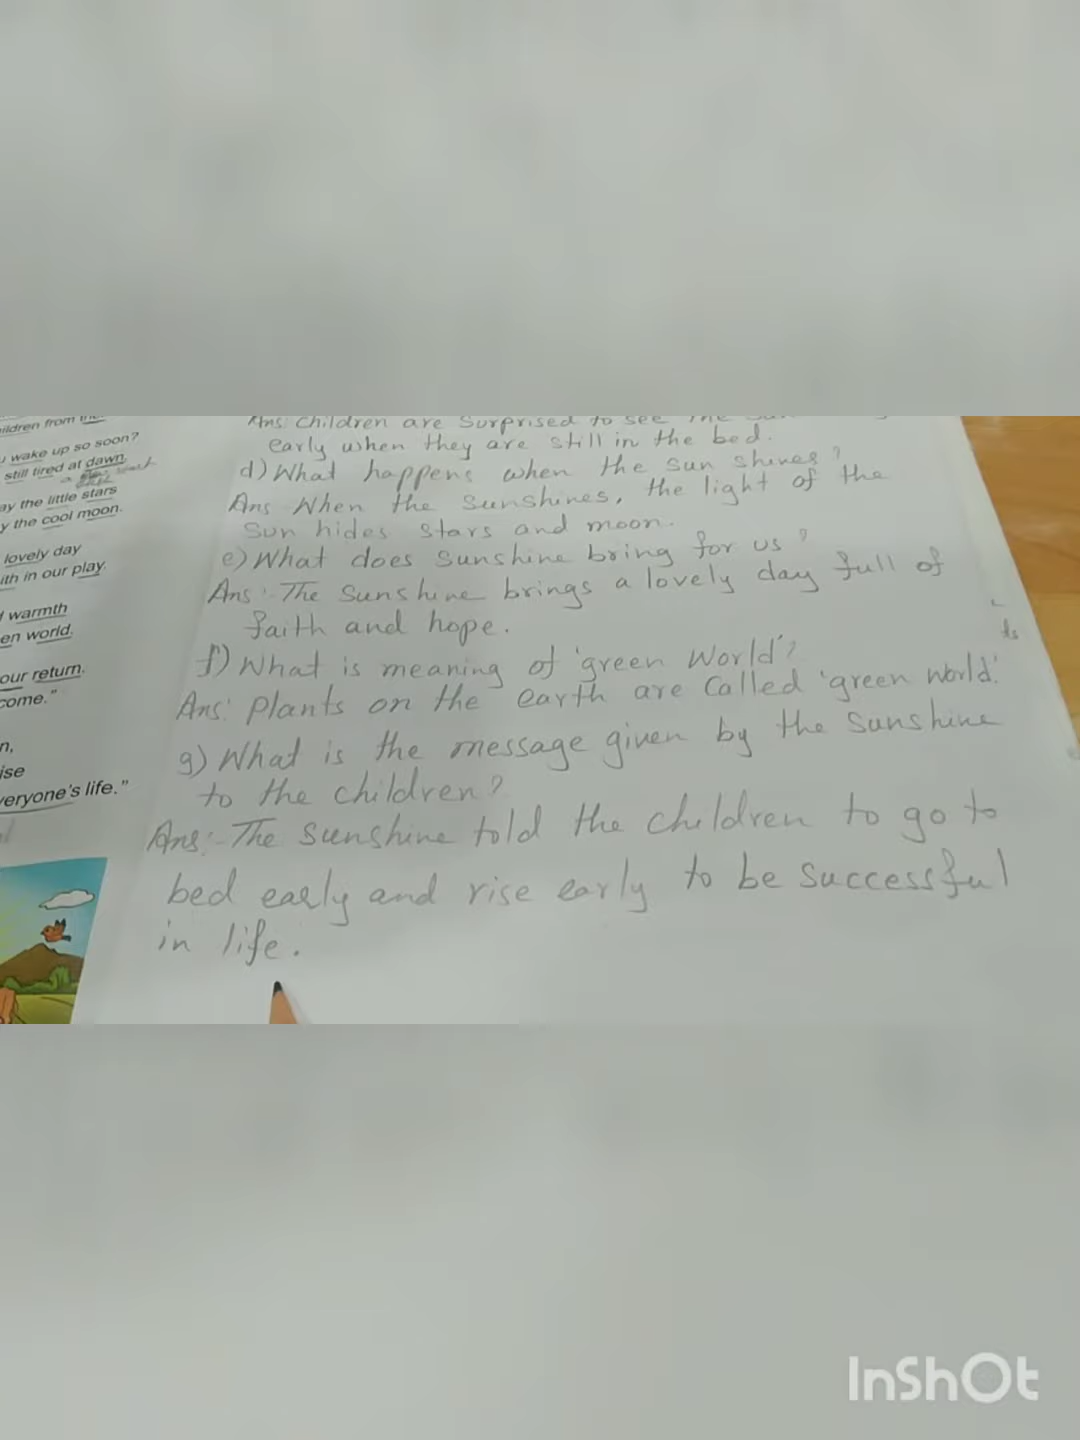 ildren from
wake up so soon?
still tired at dawn.
ay the little stars
y the cool moon.
lovely day
ith in our play.
warmth
en world.
our return.
come."
n,
ise
veryone's life."
Ans: Children are surprised to see the
early when they are still in the bed.
d) What happens when the sun shines?
Ans When the sunshines, the light of the
sun hides stars and moon.
e) What does sunshine bring for us?
Ans: The sunshine brings a lovely day full of
faith and hope.
f) What is meaning of 'green world'?
Ans: Plants on the earth are called 'green world'.
g) What is the message given by the sunshine
to the children?
Ans:- The sunshine told the children to go to
bed early and rise early to be successful
in life.
InShOt